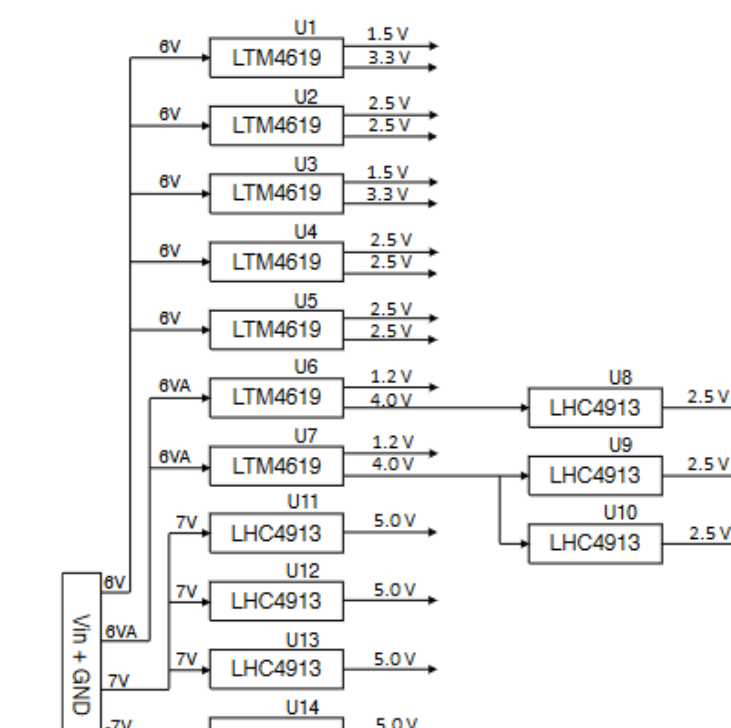 U1
6V LTM4619 1.5 V
3.3 V
U2
6V LTM4619 2.5 V
2.5 V
U3
6V LTM4619 1.5 V
3.3 V
U4
6V LTM4619 2.5 V
2.5 V
U5
6V LTM4619 2.5 V
2.5 V
U6
6VA LTM4619 1.2 V
4.0 V
U8
LHC4913 2.5 V
U7
6VA LTM4619 1.2 V
4.0 V
U9
LHC4913 2.5 V
U10
LHC4913 2.5 V
U11
7V LHC4913 5.0 V
U12
7V LHC4913 5.0 V
U13
7V LHC4913 5.0 V
U14
5.0 V
Vin + GND
6V
6VA
7V
-7V